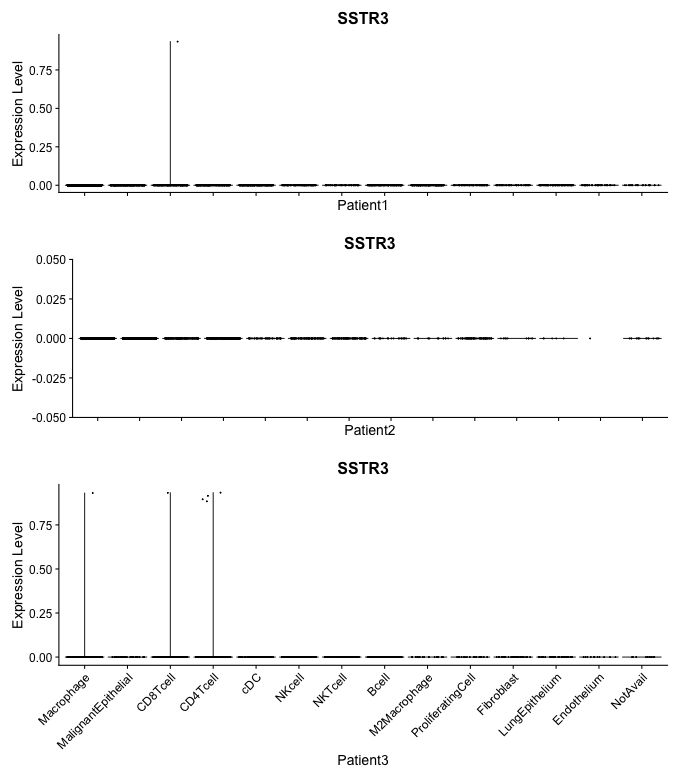 SSTR3
Expression Level
0.75
0.50
0.25
0.00
Patient1
SSTR3
Expression Level
0.050
0.025
0.000
-0.025
-0.050
Patient2
SSTR3
Expression Level
0.75
0.50
0.25
0.00
Macrophage
MalignantEpithelial
CD8Tcell
CD4Tcell
cDC
NKcell
NKTcell
Bcell
M2Macrophage
ProliferatingCell
Fibroblast
LungEpithelium
Endothelium
NotAvail
Patient3